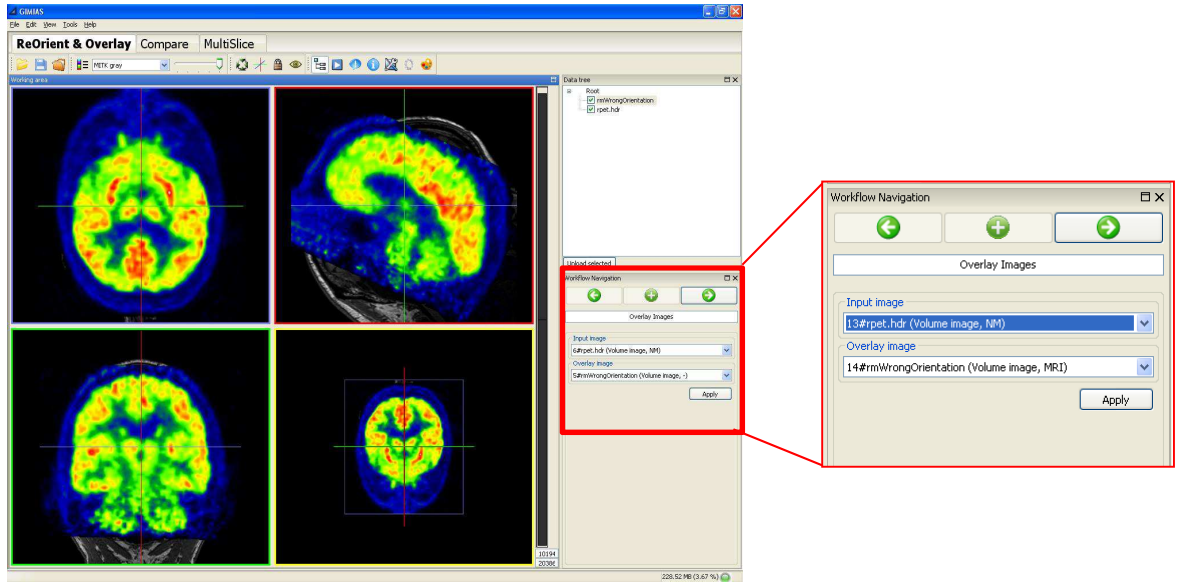 GIMIAS
File Edit View Tools Help
ReOrient & Overlay Compare MultiSlice
MITK gray
Working area
Data tree
Root
rmWrongOrientation
rpet.hdr
Upload selected
Workflow Navigation
Overlay Images
Input image
6#rpet.hdr (Volume image, NM)
Overlay image
5#rmWrongOrientation (Volume image, -)
Apply
10194
20386
228.52 MB (3.67 %)
Workflow Navigation
Overlay Images
Input image
13#rpet.hdr (Volume image, NM)
Overlay image
14#rmWrongOrientation (Volume image, MRI)
Apply